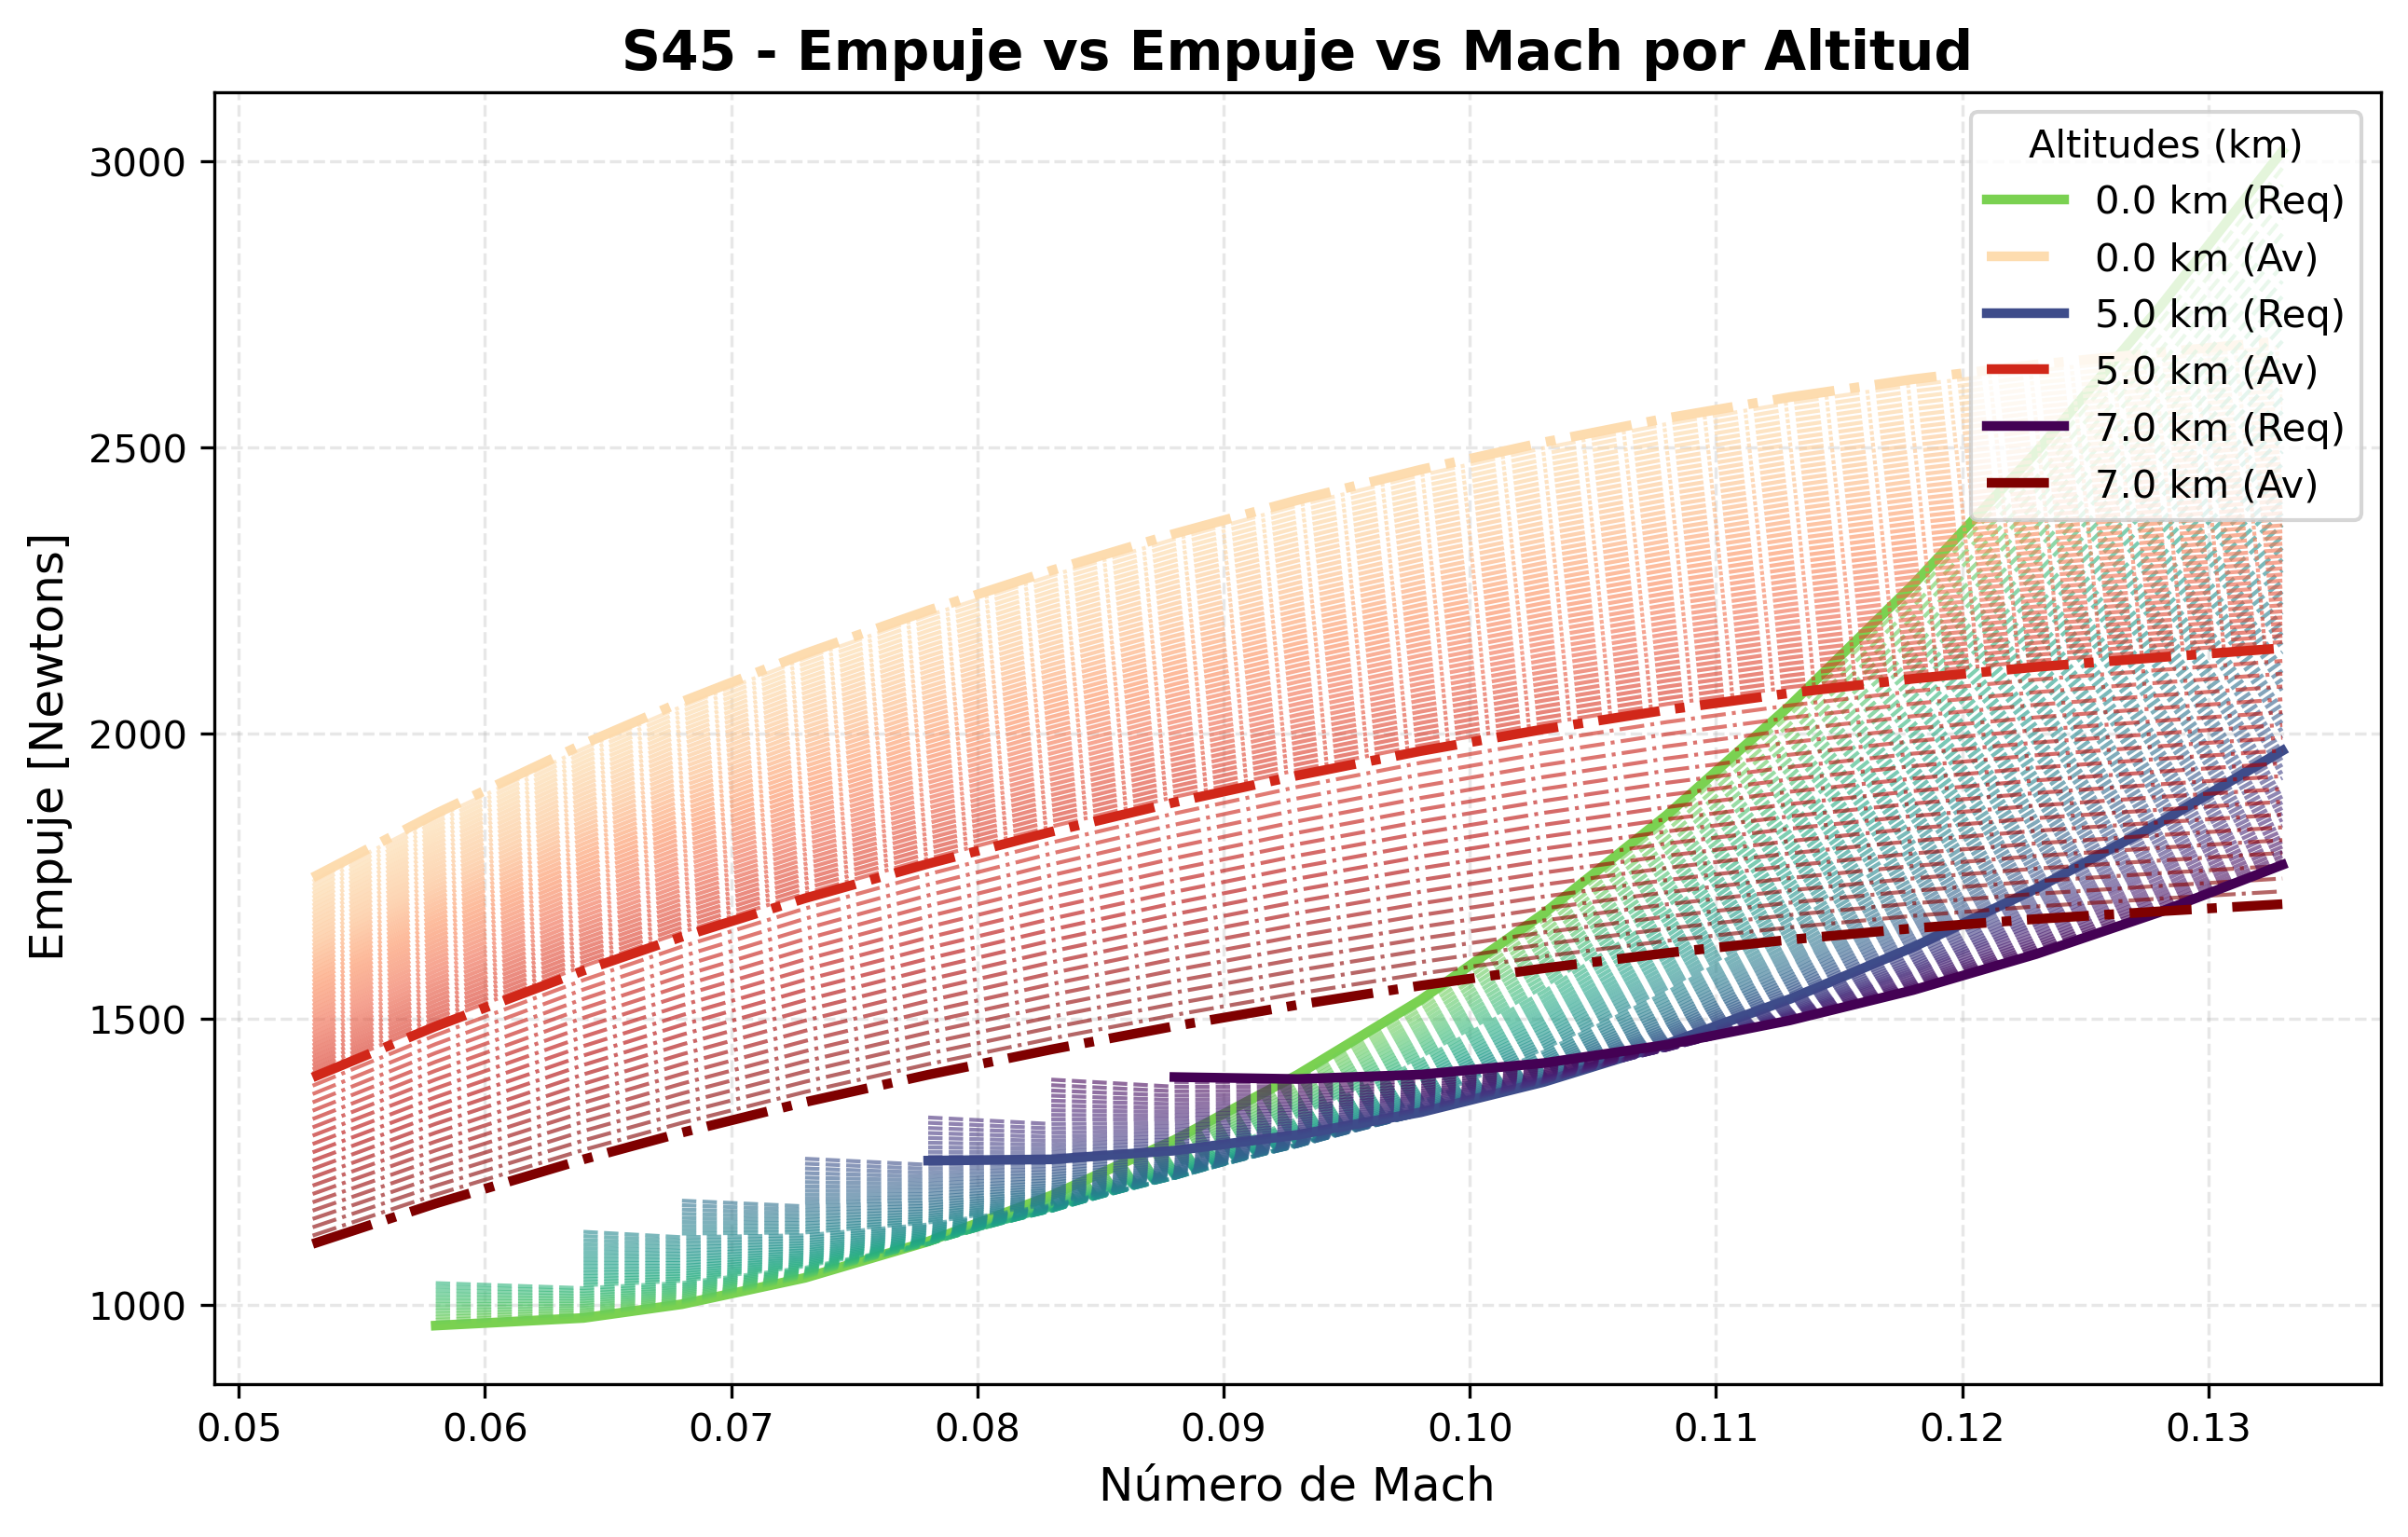 S45 - Empuje vs Empuje vs Mach por Altitud
Empuje [Newtons]
3000
2500
2000
1500
1000
Altitudes (km)
0.0 km (Req)
0.0 km (Av)
5.0 km (Req)
5.0 km (Av)
7.0 km (Req)
7.0 km (Av)
0.05 0.06 0.07 0.08 0.09 0.10 0.11 0.12 0.13
Número de Mach